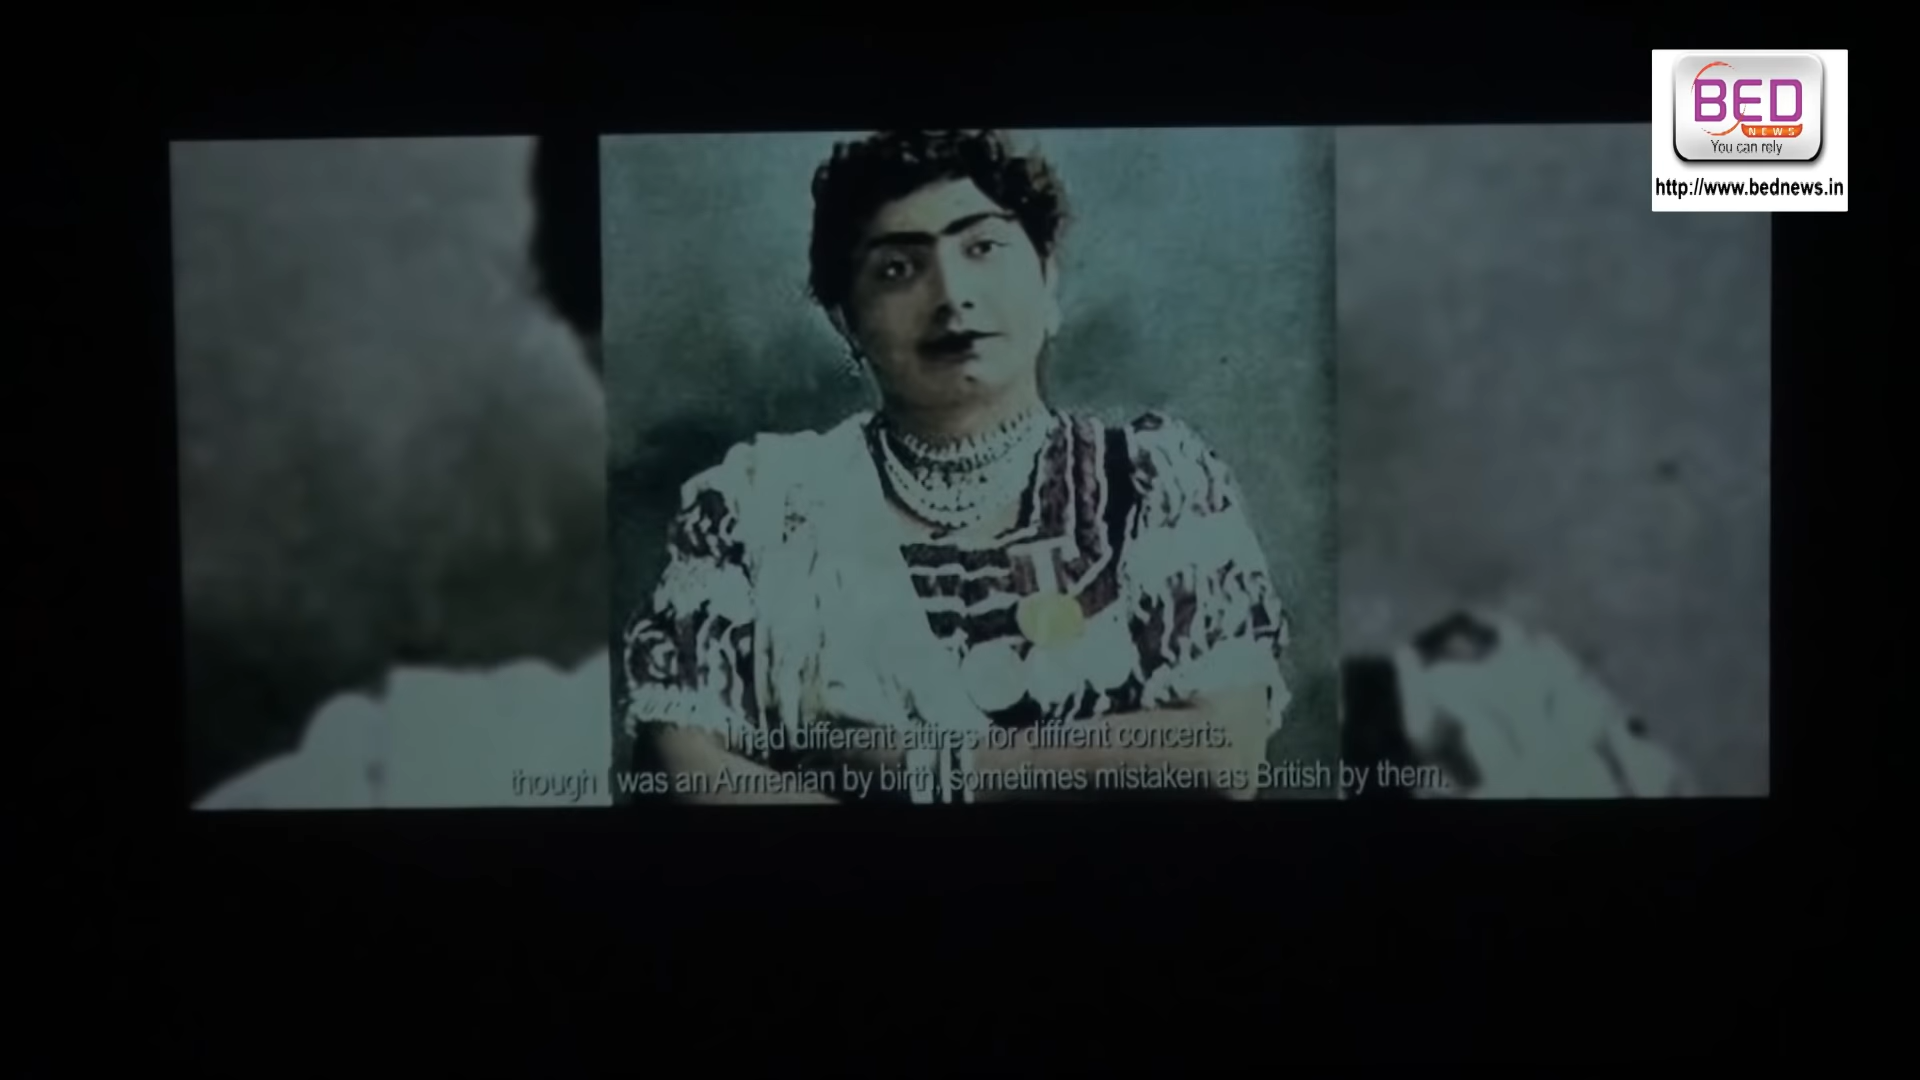 BED
NEWS
You can rely
http://www.bednews.in
I had different attires for diffrent concerts.
though I was an Armenian by birth, sometimes mistaken as British by them.